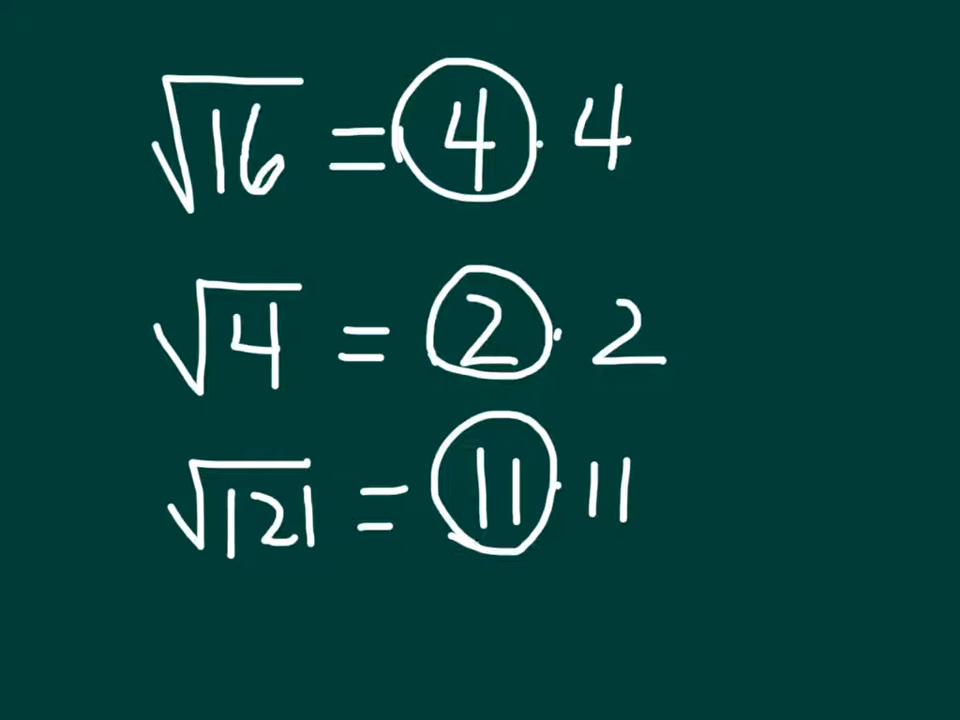 √16 = 4 · 4
√4 = 2 · 2
√121 = 11 · 11